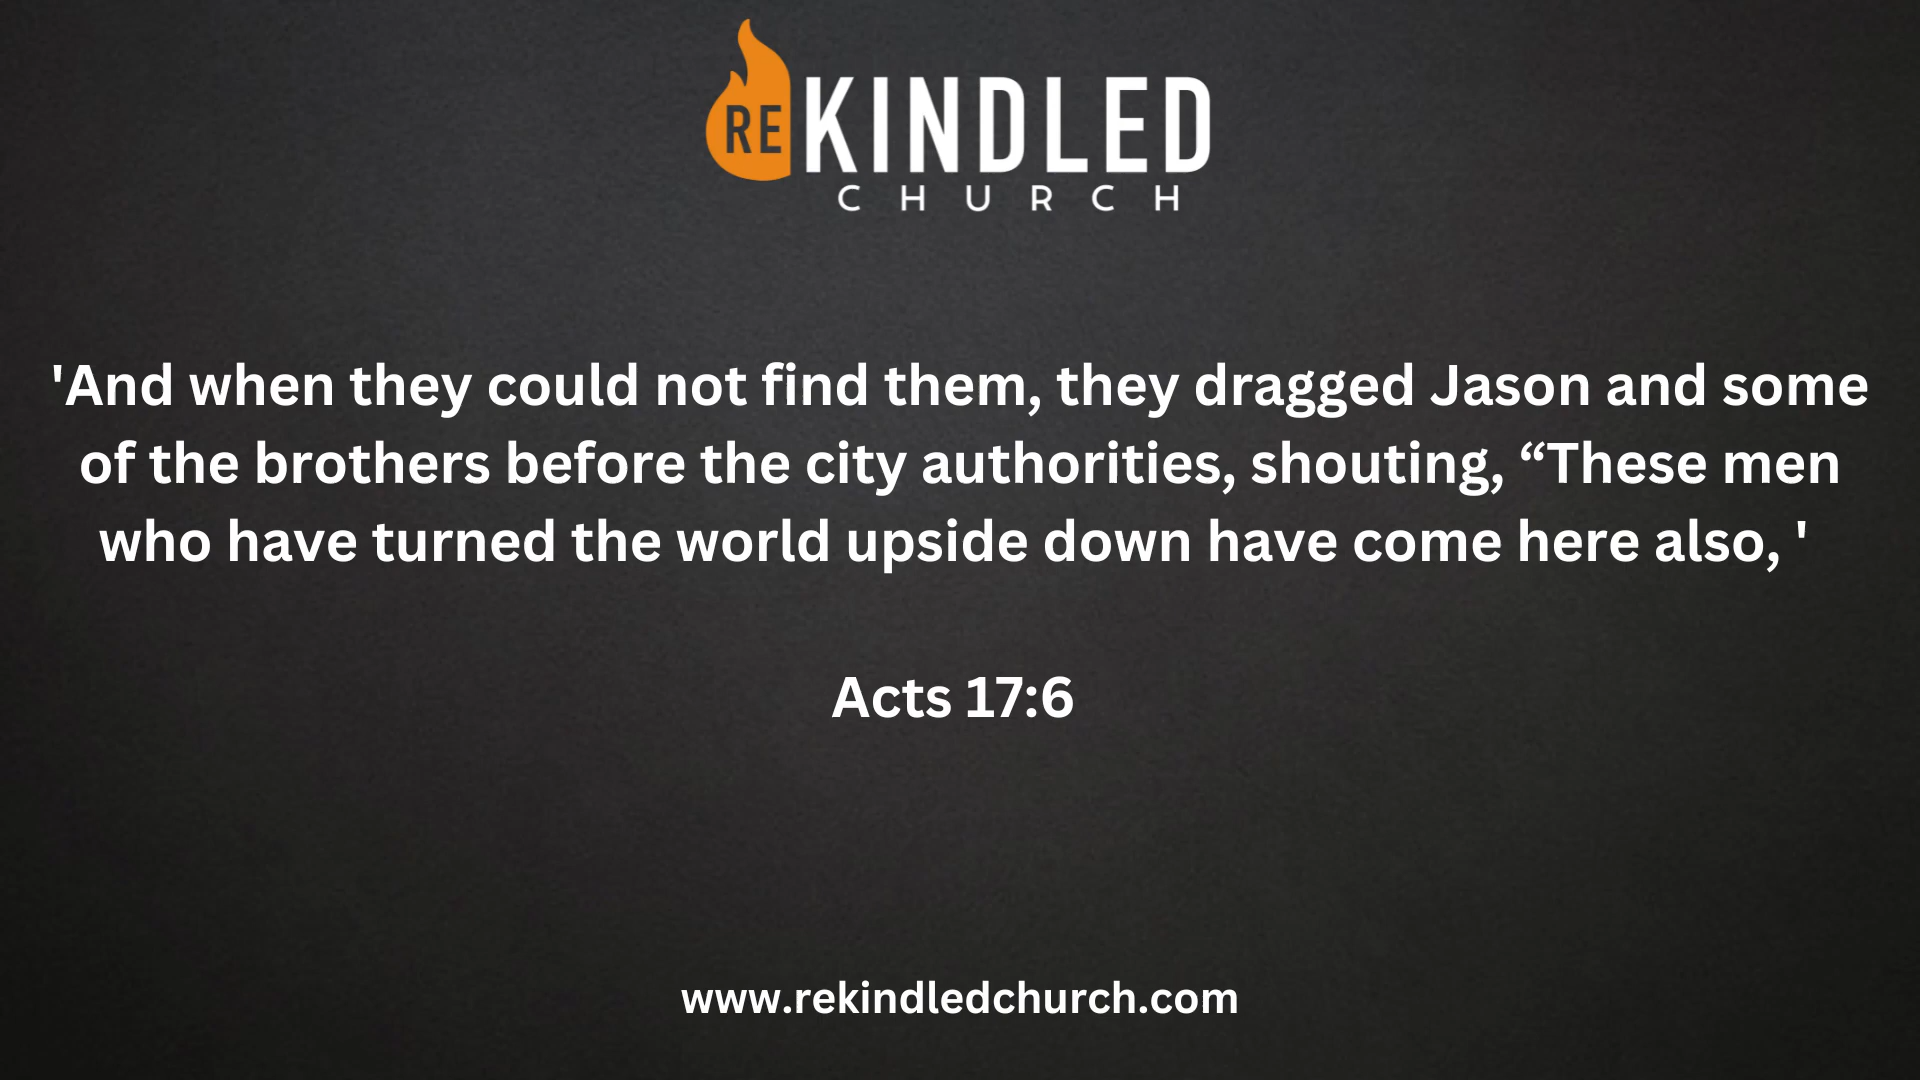 REKINDLED
CHURCH
'And when they could not find them, they dragged Jason and some
of the brothers before the city authorities, shouting, “These men
who have turned the world upside down have come here also, '
Acts 17:6
www.rekindledchurch.com